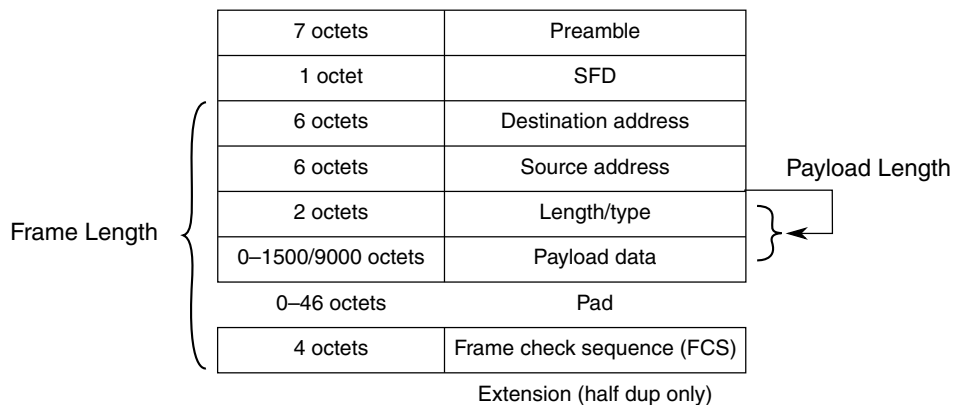 7 octets Preamble
1 octet SFD
6 octets Destination address
6 octets Source address
Payload Length
2 octets Length/type
Frame Length
0–1500/9000 octets Payload data
0–46 octets Pad
4 octets Frame check sequence (FCS)
Extension (half dup only)